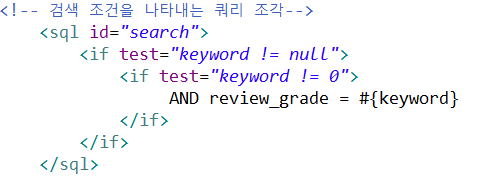 <!-- 검색 조건을 나타내는 쿼리 조각-->
<sql id="search">
<if test="keyword != null">
<if test="keyword != 0">
AND review_grade = #{keyword}
</if>
</if>
</sql>